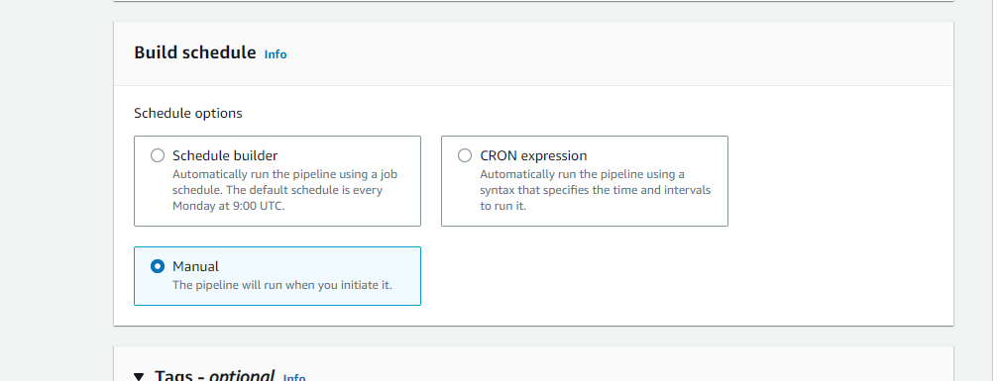 Build schedule Info
Schedule options
Schedule builder
Automatically run the pipeline using a job
schedule. The default schedule is every
Monday at 9:00 UTC.
CRON expression
Automatically run the pipeline using a
syntax that specifies the time and intervals
to run it.
Manual
The pipeline will run when you initiate it.
Tags - optional Info